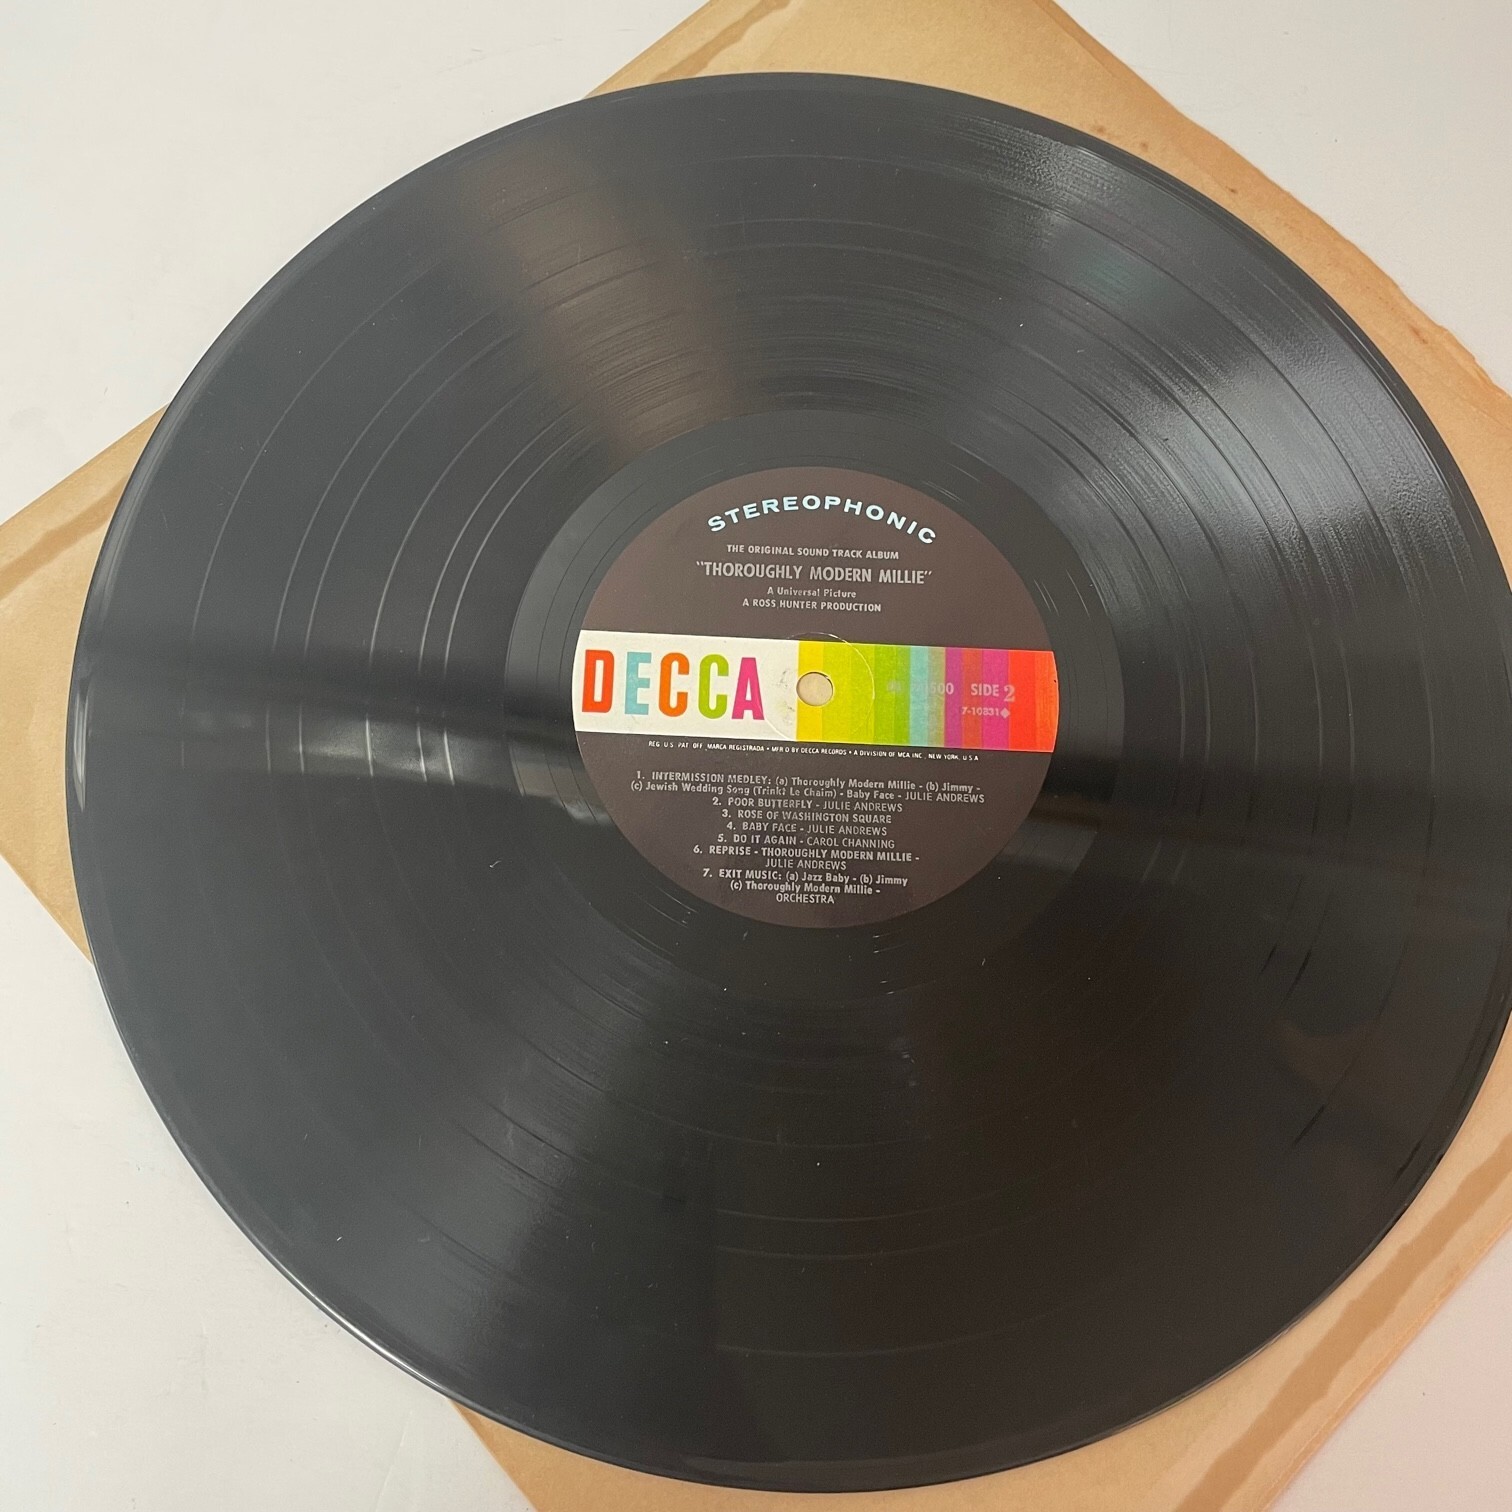 STEREOPHONIC
THE ORIGINAL SOUND TRACK ALBUM
"THOROUGHLY MODERN MILLIE"
A Universal Picture
A ROSS HUNTER PRODUCTION
DECCA
SIDE 2
7-10831◆
REG. U.S. PAT. OFF. MARCA REGISTRADA • MFR'D BY DECCA RECORDS • A DIVISION OF MCA INC., NEW YORK, U.S.A
1. INTERMISSION MEDLEY: (a) Thoroughly Modern Millie - (b) Jimmy -
(c) Jewish Wedding Song (Trinkt Le Chaim) - Baby Face - JULIE ANDREWS
2. POOR BUTTERFLY - JULIE ANDREWS
3. ROSE OF WASHINGTON SQUARE
4. BABY FACE - JULIE ANDREWS
5. DO IT AGAIN - CAROL CHANNING
6. REPRISE - THOROUGHLY MODERN MILLIE -
JULIE ANDREWS
7. EXIT MUSIC: (a) Jazz Baby - (b) Jimmy
(c) Thoroughly Modern Millie -
ORCHESTRA